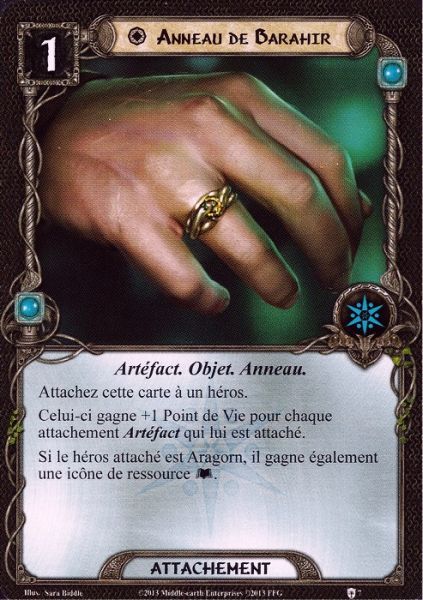 1
ANNEAU DE BARAHIR
Artéfact. Objet. Anneau.
Attachez cette carte à un héros.
Celui-ci gagne +1 Point de Vie pour chaque
attachement Artéfact qui lui est attaché.
Si le héros attaché est Aragorn, il gagne également
une icône de ressource .
ATTACHEMENT
Illus. Sara Biddle ©2013 Middle-earth Enterprises ©2013 FFG 7